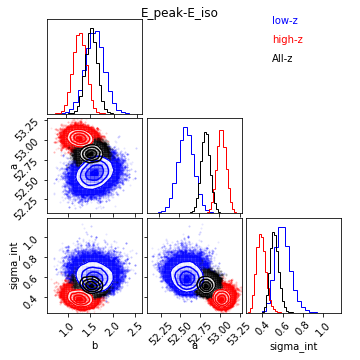 E_peak-E_iso
low-z
high-z
All-z
53.25
53.00
52.75
52.50
52.25
a
1.0
0.8
0.6
0.4
sigma_int
1.0 1.5 2.0 2.5
52.25 52.50 52.75 53.00 53.25
0.4 0.6 0.8 1.0
b a sigma_int